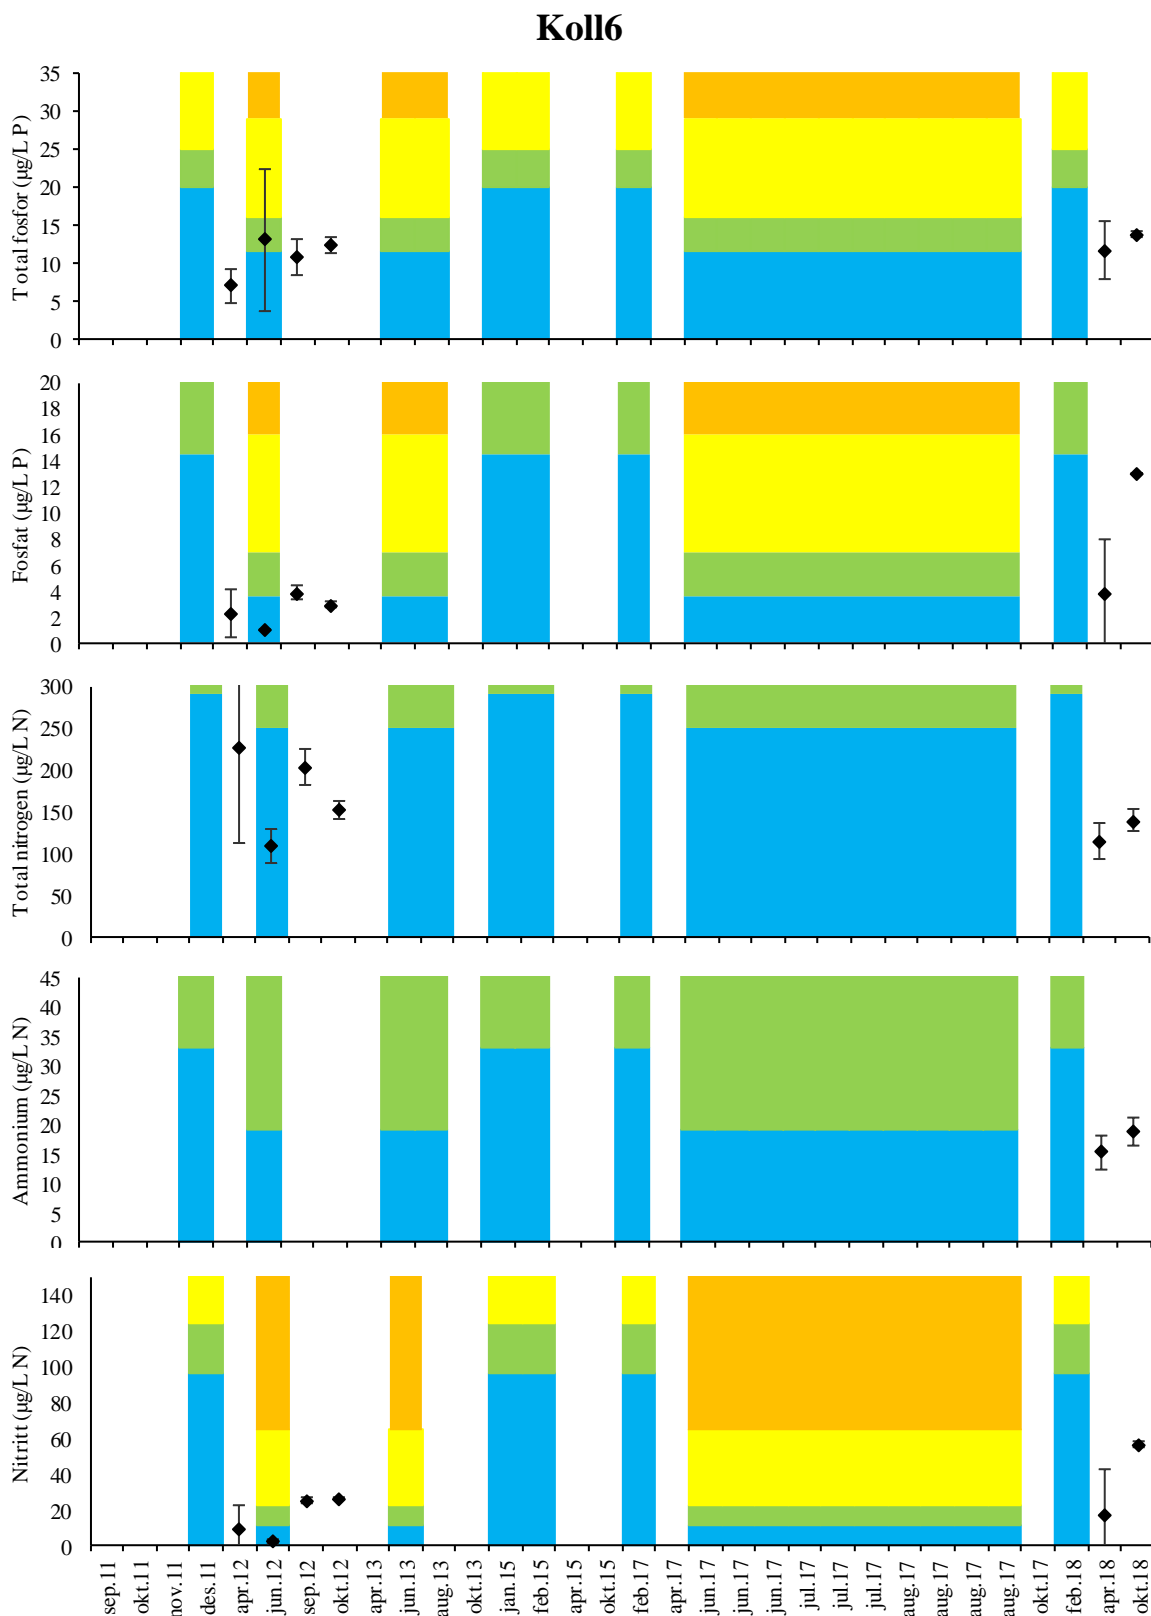 Koll6
Total fosfor (µg/L P)
35
30
25
20
15
10
5
0
Fosfat (µg/L P)
20
18
16
14
12
10
8
6
4
2
0
Total nitrogen (µg/L N)
300
250
200
150
100
50
0
Ammonium (µg/L N)
45
40
35
30
25
20
15
10
5
0
Nitritt (µg/L N)
140
120
100
80
60
40
20
0
sep.11
okt.11
nov.11
des.11
apr.12
jun.12
sep.12
okt.12
apr.13
jun.13
aug.13
okt.13
jan.15
feb.15
apr.15
okt.15
feb.17
apr.17
jun.17
jun.17
jun.17
jul.17
jul.17
jul.17
aug.17
aug.17
aug.17
aug.17
okt.17
feb.18
apr.18
okt.18